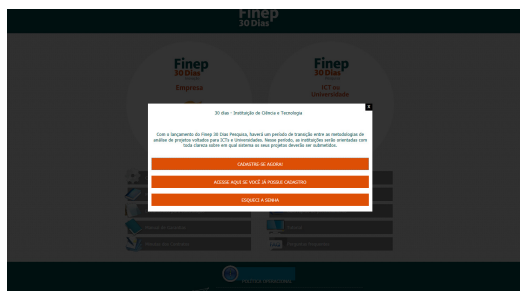 Finep
30 Dias
Finep
30 Dias
Finep
30 Dias
Empresa
ICT ou
Universidade
X
30 dias - Instituição de Ciência e Tecnologia
Com o lançamento do Finep 30 Dias Pesquisa, haverá um período de transição entre as metodologias de
análise de projetos voltados para ICTs e Universidades. Nesse período, as instituições serão orientadas com
toda clareza sobre em qual sistema os seus projetos deverão ser submetidos.
CADASTRE-SE AGORA!
ACESSE AQUI SE VOCÊ JÁ POSSUI CADASTRO
ESQUECI A SENHA
POLÍTICA OPERACIONAL